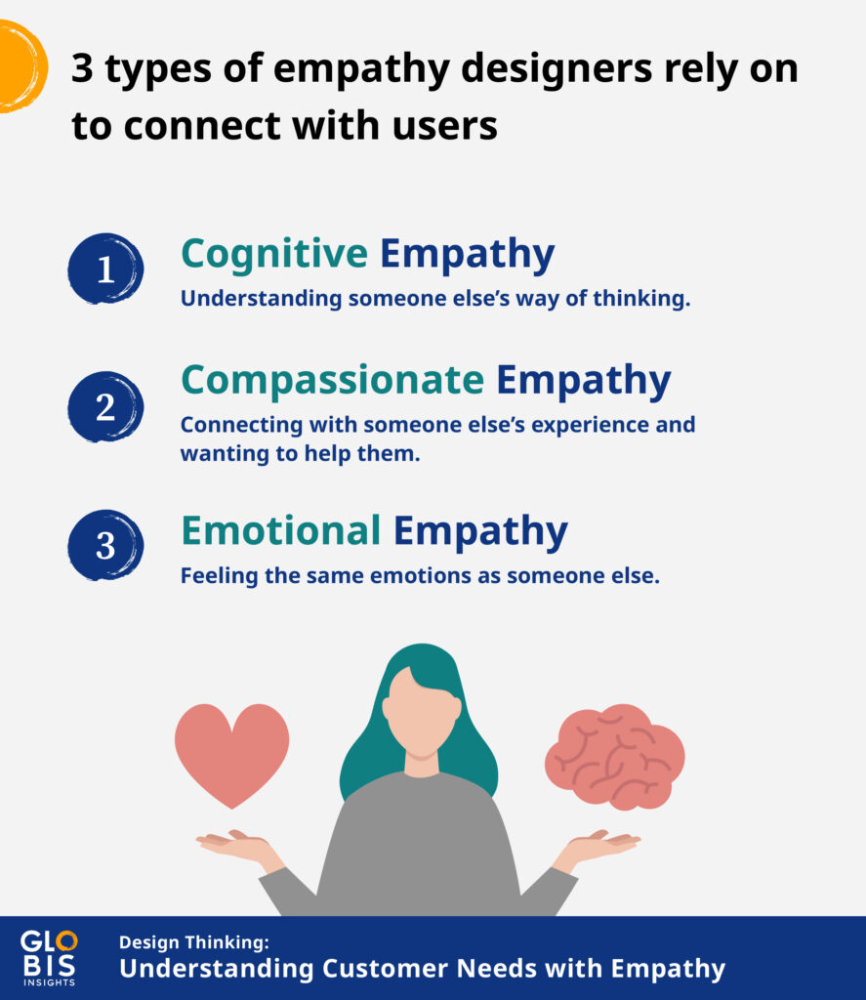 3 types of empathy designers rely on
to connect with users
1
Cognitive Empathy
Understanding someone else’s way of thinking.
2
Compassionate Empathy
Connecting with someone else’s experience and
wanting to help them.
3
Emotional Empathy
Feeling the same emotions as someone else.
GLO
BIS
INSIGHTS
Design Thinking:
Understanding Customer Needs with Empathy